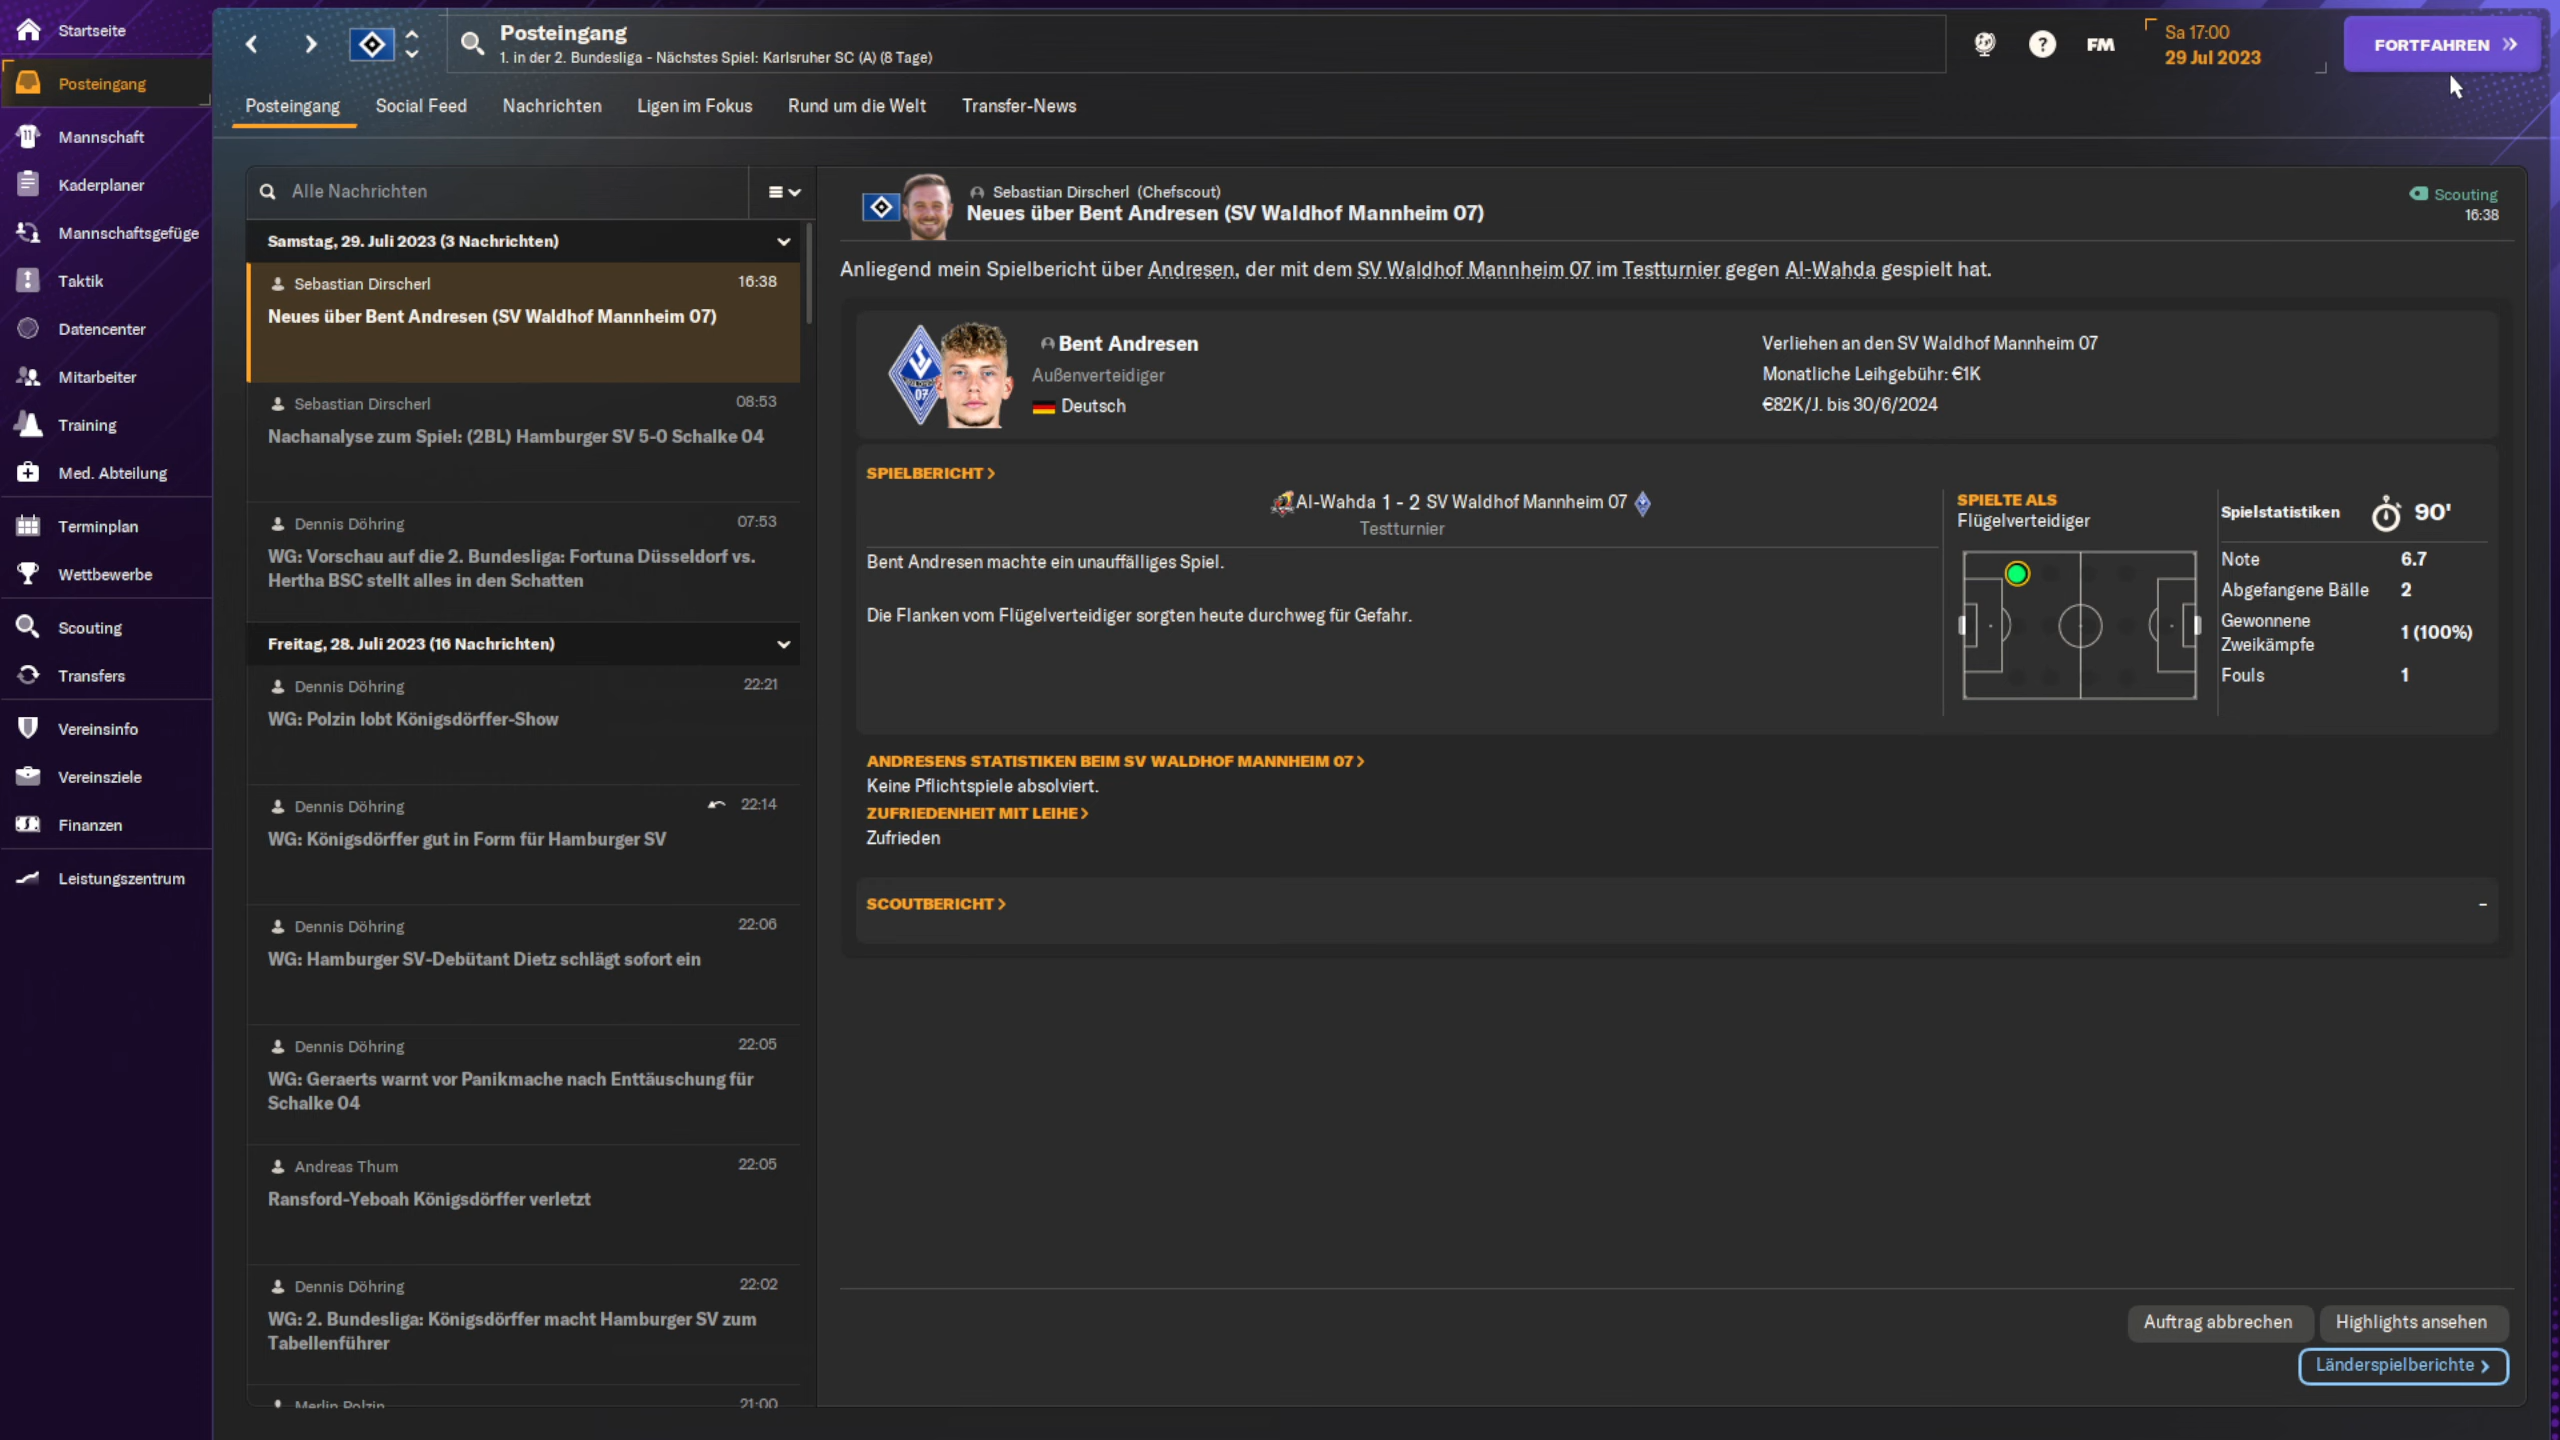 Startseite
Posteingang
Mannschaft
Kaderplaner
Mannschaftsgefüge
Taktik
Datencenter
Mitarbeiter
Training
Med. Abteilung
Terminplan
Wettbewerbe
Scouting
Transfers
Vereinsinfo
Vereinsziele
Finanzen
Leistungszentrum
Posteingang
1. in der 2. Bundesliga - Nächstes Spiel: Karlsruher SC (A) (8 Tage)
?
FM
Sa 17:00
29 Jul 2023
FORTFAHREN
Posteingang Social Feed Nachrichten Ligen im Fokus Rund um die Welt Transfer-News
Alle Nachrichten
Samstag, 29. Juli 2023 (3 Nachrichten)
Sebastian Dirscherl 16:38
Neues über Bent Andresen (SV Waldhof Mannheim 07)
Sebastian Dirscherl 08:53
Nachanalyse zum Spiel: (2BL) Hamburger SV 5-0 Schalke 04
Dennis Döhring 07:53
WG: Vorschau auf die 2. Bundesliga: Fortuna Düsseldorf vs.
Hertha BSC stellt alles in den Schatten
Freitag, 28. Juli 2023 (16 Nachrichten)
Dennis Döhring 22:21
WG: Polzin lobt Königsdörffer-Show
Dennis Döhring 22:14
WG: Königsdörffer gut in Form für Hamburger SV
Dennis Döhring 22:06
WG: Hamburger SV-Debütant Dietz schlägt sofort ein
Dennis Döhring 22:05
WG: Geraerts warnt vor Panikmache nach Enttäuschung für
Schalke 04
Andreas Thum 22:05
Ransford-Yeboah Königsdörffer verletzt
Dennis Döhring 22:02
WG: 2. Bundesliga: Königsdörffer macht Hamburger SV zum
Tabellenführer
Merlin Polzin 21:00
Sebastian Dirscherl (Chefscout)
Neues über Bent Andresen (SV Waldhof Mannheim 07)
Scouting
16:38
Anliegend mein Spielbericht über Andresen, der mit dem SV Waldhof Mannheim 07 im Testturnier gegen Al-Wahda gespielt hat.
Bent Andresen
Außenverteidiger
Deutsch
Verliehen an den SV Waldhof Mannheim 07
Monatliche Leihgebühr: €1K
€82K/J. bis 30/6/2024
SPIELBERICHT >
Al-Wahda 1 - 2 SV Waldhof Mannheim 07
Testturnier
Bent Andresen machte ein unauffälliges Spiel.
Die Flanken vom Flügelverteidiger sorgten heute durchweg für Gefahr.
SPIELTE ALS
Flügelverteidiger
Spielstatistiken 90'
Note 6.7
Abgefangene Bälle 2
Gewonnene
Zweikämpfe 1 (100%)
Fouls 1
ANDRESENS STATISTIKEN BEIM SV WALDHOF MANNHEIM 07 >
Keine Pflichtspiele absolviert.
ZUFRIEDENHEIT MIT LEIHE >
Zufrieden
SCOUTBERICHT > -
Auftrag abbrechen
Highlights ansehen
Länderspielberichte >